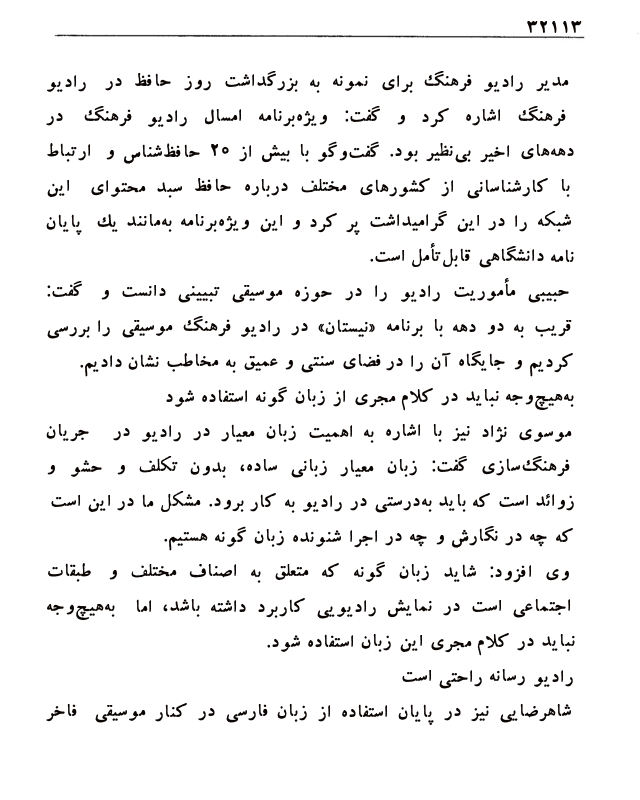 ۳۲۱۱۳
مدیر رادیو فرهنگ برای نمونه به بزرگداشت روز حافظ در رادیو
فرهنگ اشاره کرد و گفت: ویژه‌برنامه امسال رادیو فرهنگ در
دهه‌های اخیر بی‌نظیر بود. گفت‌وگو با بیش از ۲۵ حافظ‌شناس و ارتباط
با کارشناسانی از کشورهای مختلف درباره حافظ سبد محتوای این
شبکه را در این گرامیداشت پر کرد و این ویژه‌برنامه به‌مانند یک پایان
نامه دانشگاهی قابل‌تأمل است.
حبیبی مأموریت رادیو را در حوزه موسیقی تبیینی دانست و گفت:
قریب به دو دهه با برنامه «نیستان» در رادیو فرهنگ موسیقی را بررسی
کردیم و جایگاه آن را در فضای سنتی و عمیق به مخاطب نشان دادیم.
به‌هیچ‌وجه نباید در کلام مجری از زبان گونه استفاده شود
موسوی نژاد نیز با اشاره به اهمیت زبان معیار در رادیو در جریان
فرهنگ‌سازی گفت: زبان معیار زبانی ساده، بدون تکلف و حشو و
زوائد است که باید به‌درستی در رادیو به کار برود. مشکل ما در این است
که چه در نگارش و چه در اجرا شنونده زبان گونه هستیم.
وی افزود: شاید زبان گونه که متعلق به اصناف مختلف و طبقات
اجتماعی است در نمایش رادیویی کاربرد داشته باشد، اما به‌هیچ‌وجه
نباید در کلام مجری این زبان استفاده شود.
رادیو رسانه راحتی است
شاهرضایی نیز در پایان استفاده از زبان فارسی در کنار موسیقی فاخر